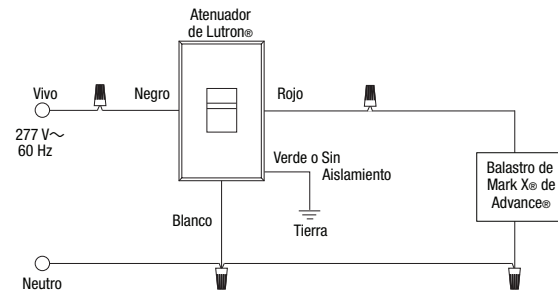 Atenuador
de Lutron®
Vivo
Negro
Rojo
277 V~
60 Hz
Verde o Sin
Aislamiento
Balastro de
Mark X® de
Advance®
Blanco
Tierra
Neutro